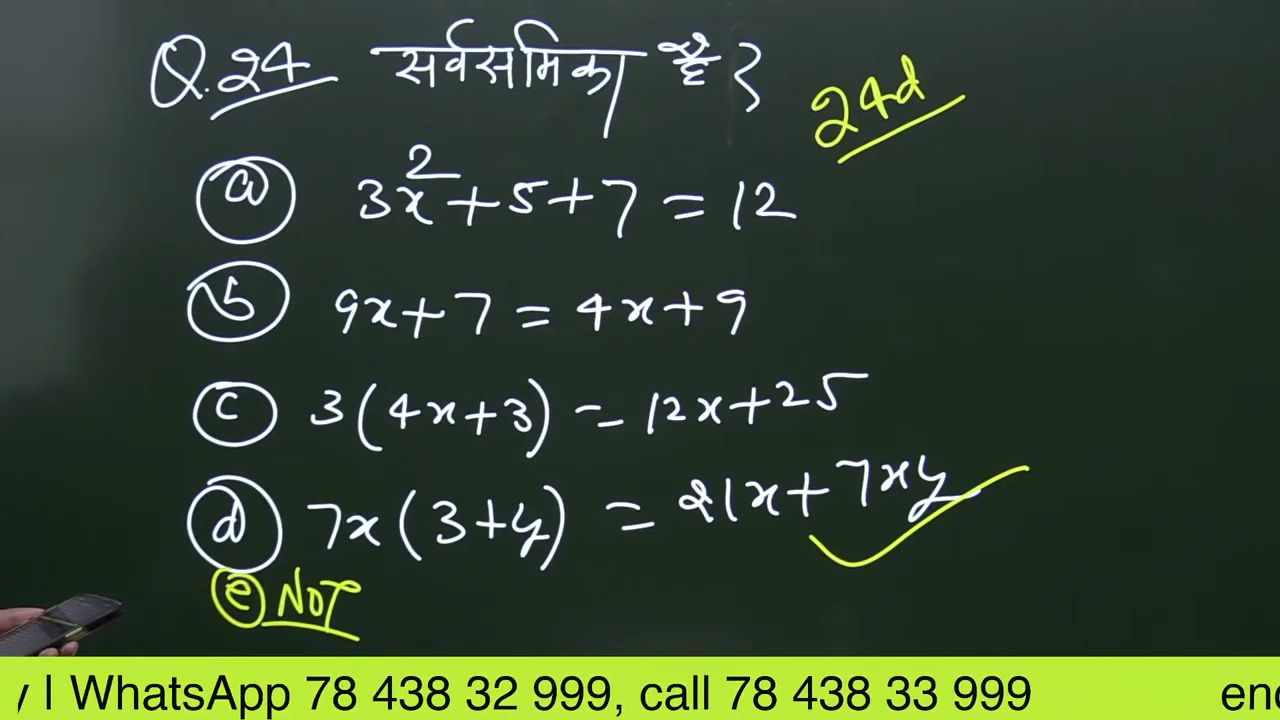 Q.24 सर्वसमिका है?
24d
(a) 3x² + 5 + 7 = 12
(b) 9x + 7 = 4x + 9
(c) 3(4x + 3) = 12x + 25
(d) 7x(3 + y) = 21x + 7xy
(e) NOT
y | WhatsApp 78 438 32 999, call 78 438 33 999 end